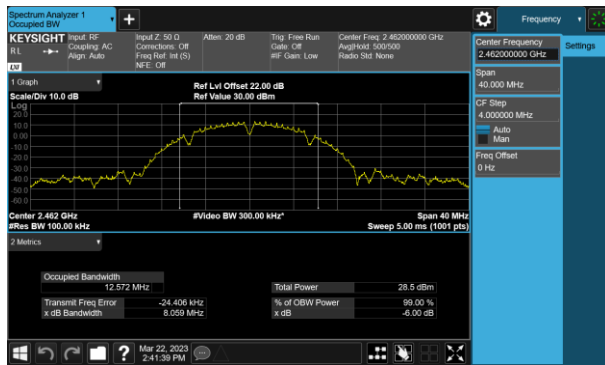 Spectrum Analyzer 1
Occupied BW
+
Frequency
KEYSIGHT
Input: RF
Input Z: 50 Ω
Atten: 20 dB
Trig: Free Run
Center Freq: 2.462000000 GHz
RL
Coupling: AC
Corrections: Off
Gate: Off
Avg|Hold: 500/500
Align: Auto
Freq Ref: Int (S)
#IF Gain: Low
Radio Std: None
NFE: Off
LXI
Center Frequency
2.462000000 GHz
Settings
Span
40.000 MHz
CF Step
4.000000 MHz
Auto
Man
Freq Offset
0 Hz
1 Graph
Ref Lvl Offset 22.00 dB
Scale/Div 10.0 dB
Ref Value 30.00 dBm
Log
20.0
10.0
0.00
-10.0
-20.0
-30.0
-40.0
-50.0
-60.0
Center 2.462 GHz
#Video BW 300.00 kHz*
Span 40 MHz
#Res BW 100.00 kHz
Sweep 5.00 ms (1001 pts)
2 Metrics
Occupied Bandwidth
12.572 MHz
Total Power
28.5 dBm
Transmit Freq Error
-24.406 kHz
% of OBW Power
99.00 %
x dB Bandwidth
8.059 MHz
x dB
-6.00 dB
?
Mar 22, 2023
2:41:39 PM